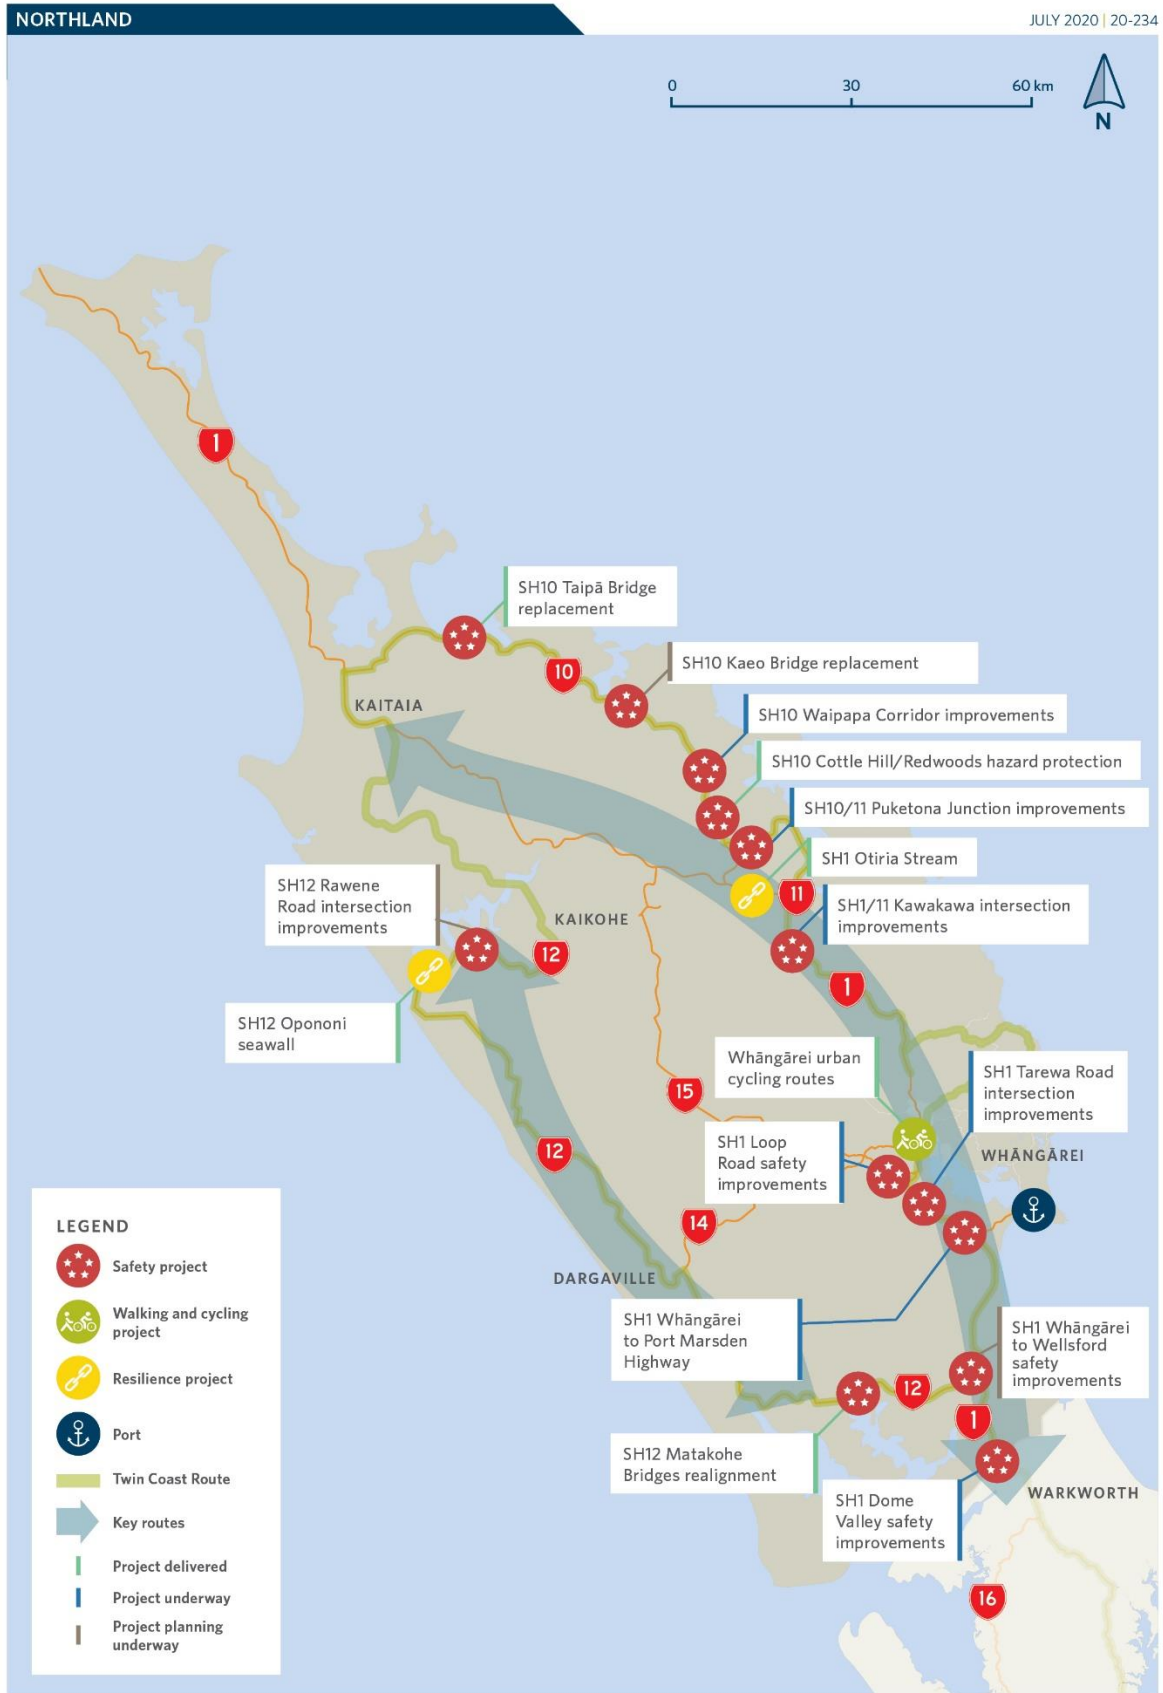 NORTHLAND
JULY 2020 | 20-234
0 30 60 km
N
1
SH10 Taipā Bridge
replacement
10
SH10 Kaeo Bridge replacement
KAITAIA
SH10 Waipapa Corridor improvements
SH10 Cottle Hill/Redwoods hazard protection
SH10/11 Puketona Junction improvements
SH1 Otiria Stream
11
SH12 Rawene
Road intersection
improvements
SH1/11 Kawakawa intersection
improvements
KAIKOHE
12
1
SH12 Opononi
seawall
Whāngārei urban
cycling routes
SH1 Tarewa Road
intersection
improvements
15
12
SH1 Loop
Road safety
improvements
WHĀNGĀREI
14
DARGAVILLE
SH1 Whāngārei
to Port Marsden
Highway
SH1 Whāngārei
to Wellsford
safety
improvements
12
1
SH12 Matakohe
Bridges realignment
SH1 Dome
Valley safety
improvements
WARKWORTH
16
LEGEND
Safety project
Walking and cycling
project
Resilience project
Port
Twin Coast Route
Key routes
Project delivered
Project underway
Project planning
underway